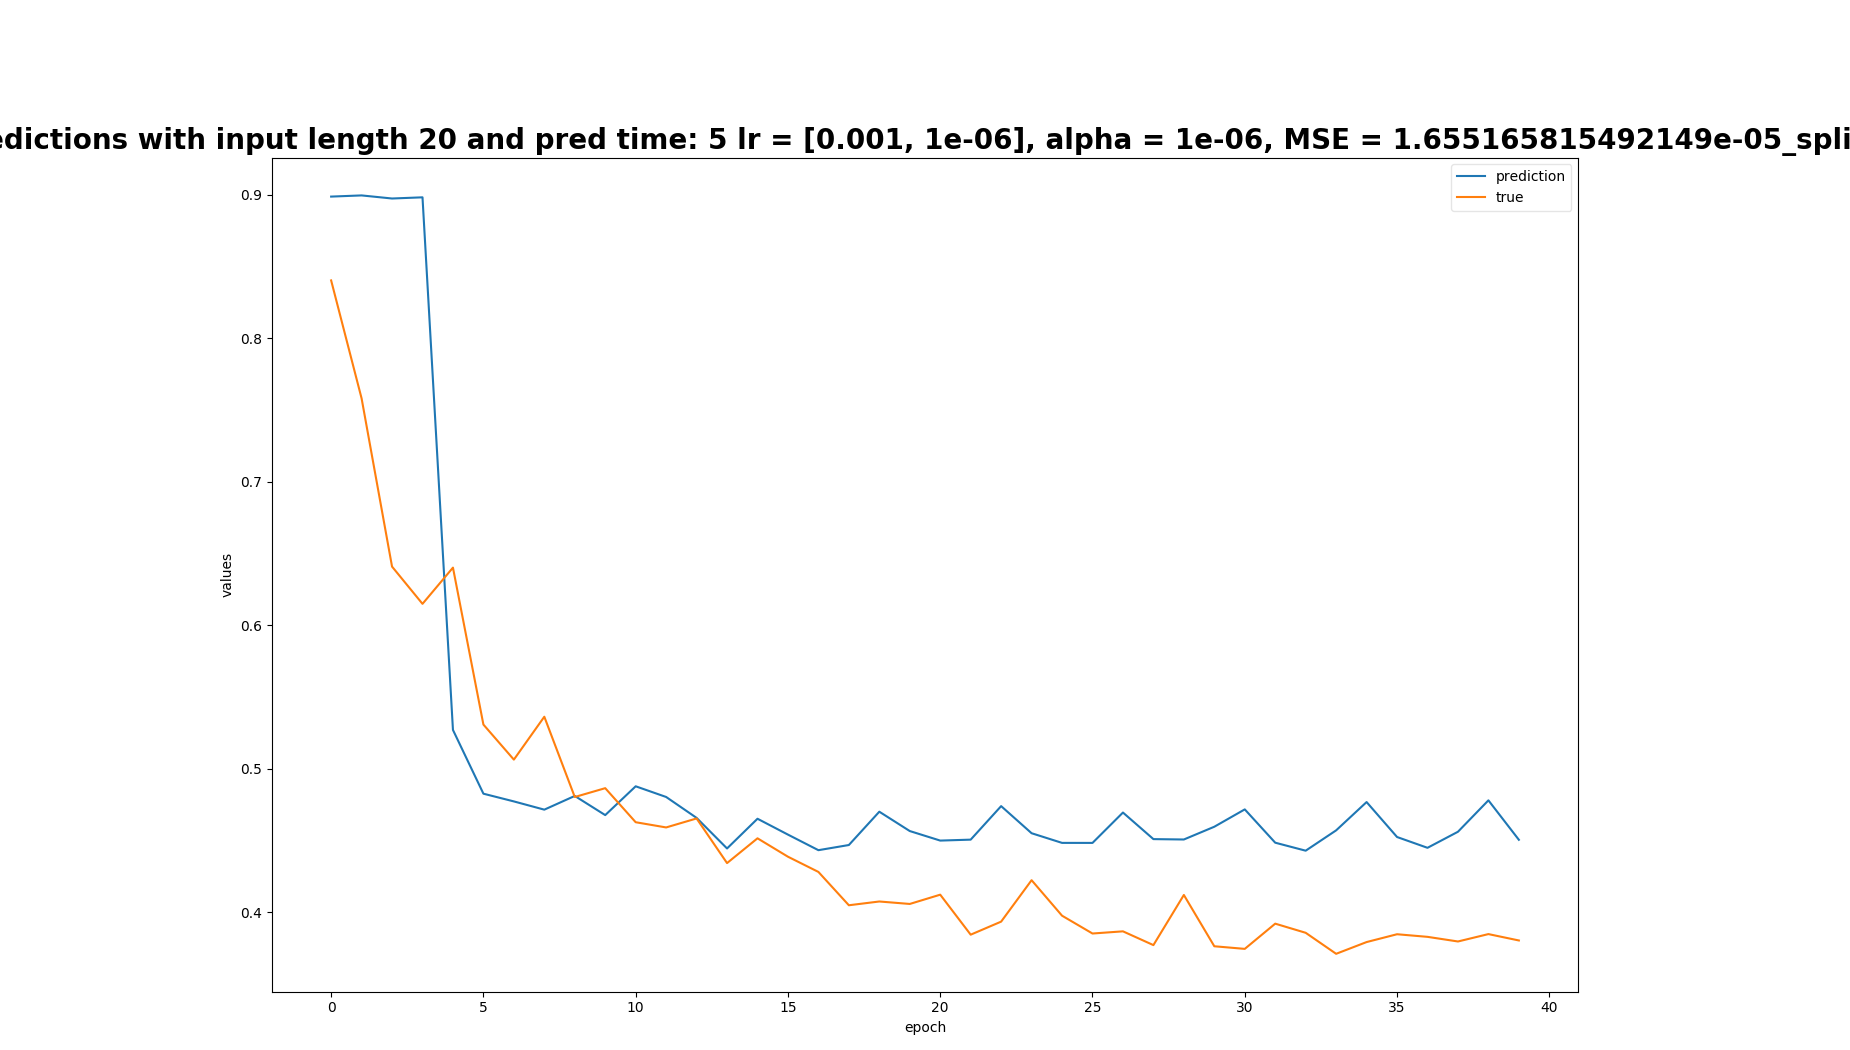 edictions with input length 20 and pred time: 5 lr = [0.001, 1e-06], alpha = 1e-06, MSE = 1.655165815492149e-05_spli
prediction
true
0.9
0.8
0.7
0.6
0.5
0.4
values
0 5 10 15 20 25 30 35 40
epoch